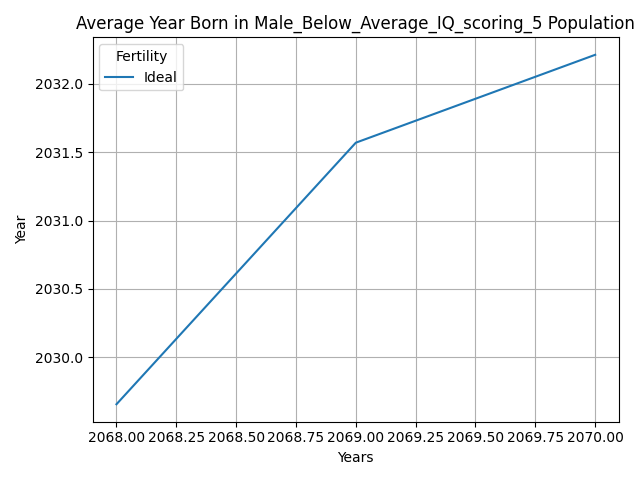 Average Year Born in Male_Below_Average_IQ_scoring_5 Population
Fertility
Ideal
2032.0
2031.5
2031.0
2030.5
2030.0
Year
2068.00 2068.25 2068.50 2068.75 2069.00 2069.25 2069.50 2069.75 2070.00
Years